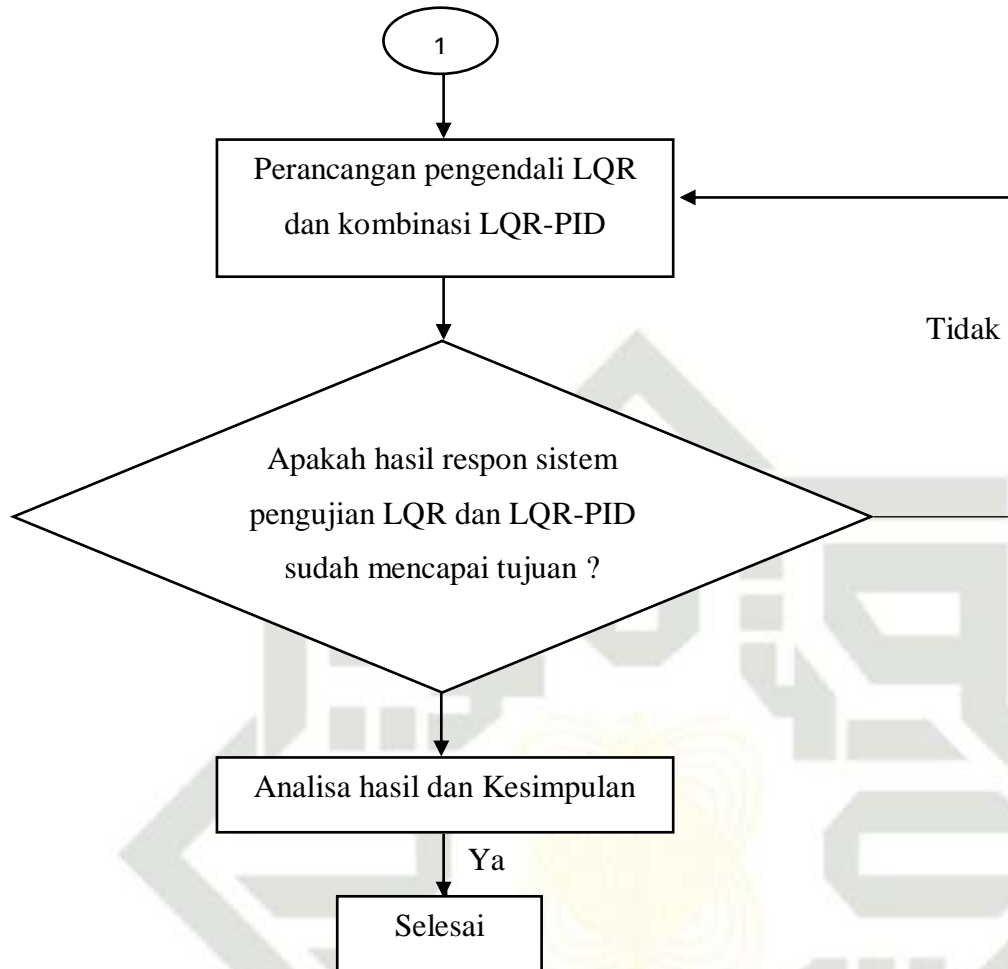 1
Perancangan pengendali LQR
dan kombinasi LQR-PID
Tidak
Apakah hasil respon sistem
pengujian LQR dan LQR-PID
sudah mencapai tujuan ?
Analisa hasil dan Kesimpulan
Ya
Selesai